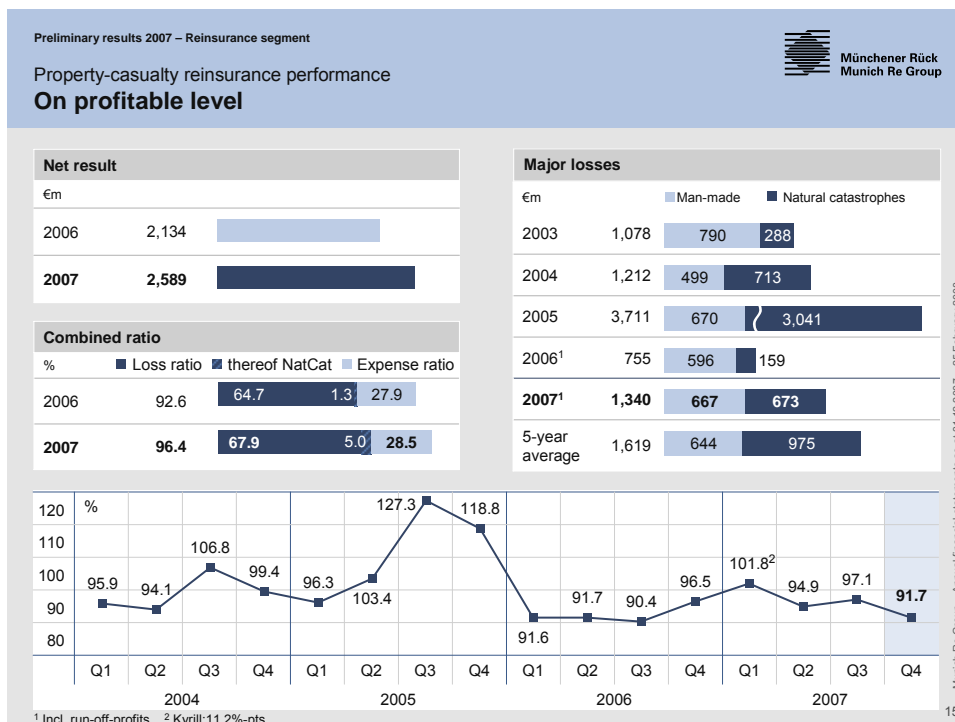 Preliminary results 2007 – Reinsurance segment
Property-casualty reinsurance performance
On profitable level
Münchener Rück
Munich Re Group
Net result
€m
2006 2,134
2007 2,589
Combined ratio
% Loss ratio thereof NatCat Expense ratio
2006 92.6 64.7 1.3 27.9
2007 96.4 67.9 5.0 28.5
Major losses
€m Man-made Natural catastrophes
2003 1,078 790 288
2004 1,212 499 713
2005 3,711 670 3,041
2006¹ 755 596 159
2007¹ 1,340 667 673
5-year
average 1,619 644 975
%
120
110
100
90
80
95.9 94.1 106.8 99.4 96.3 103.4 127.3 118.8 91.6 91.7 90.4 96.5 101.8² 94.9 97.1 91.7
Q1 Q2 Q3 Q4 Q1 Q2 Q3 Q4 Q1 Q2 Q3 Q4 Q1 Q2 Q3 Q4
2004 2005 2006 2007
¹ Incl. run-off-profits ² Kyrill:11.2%-pts.
15